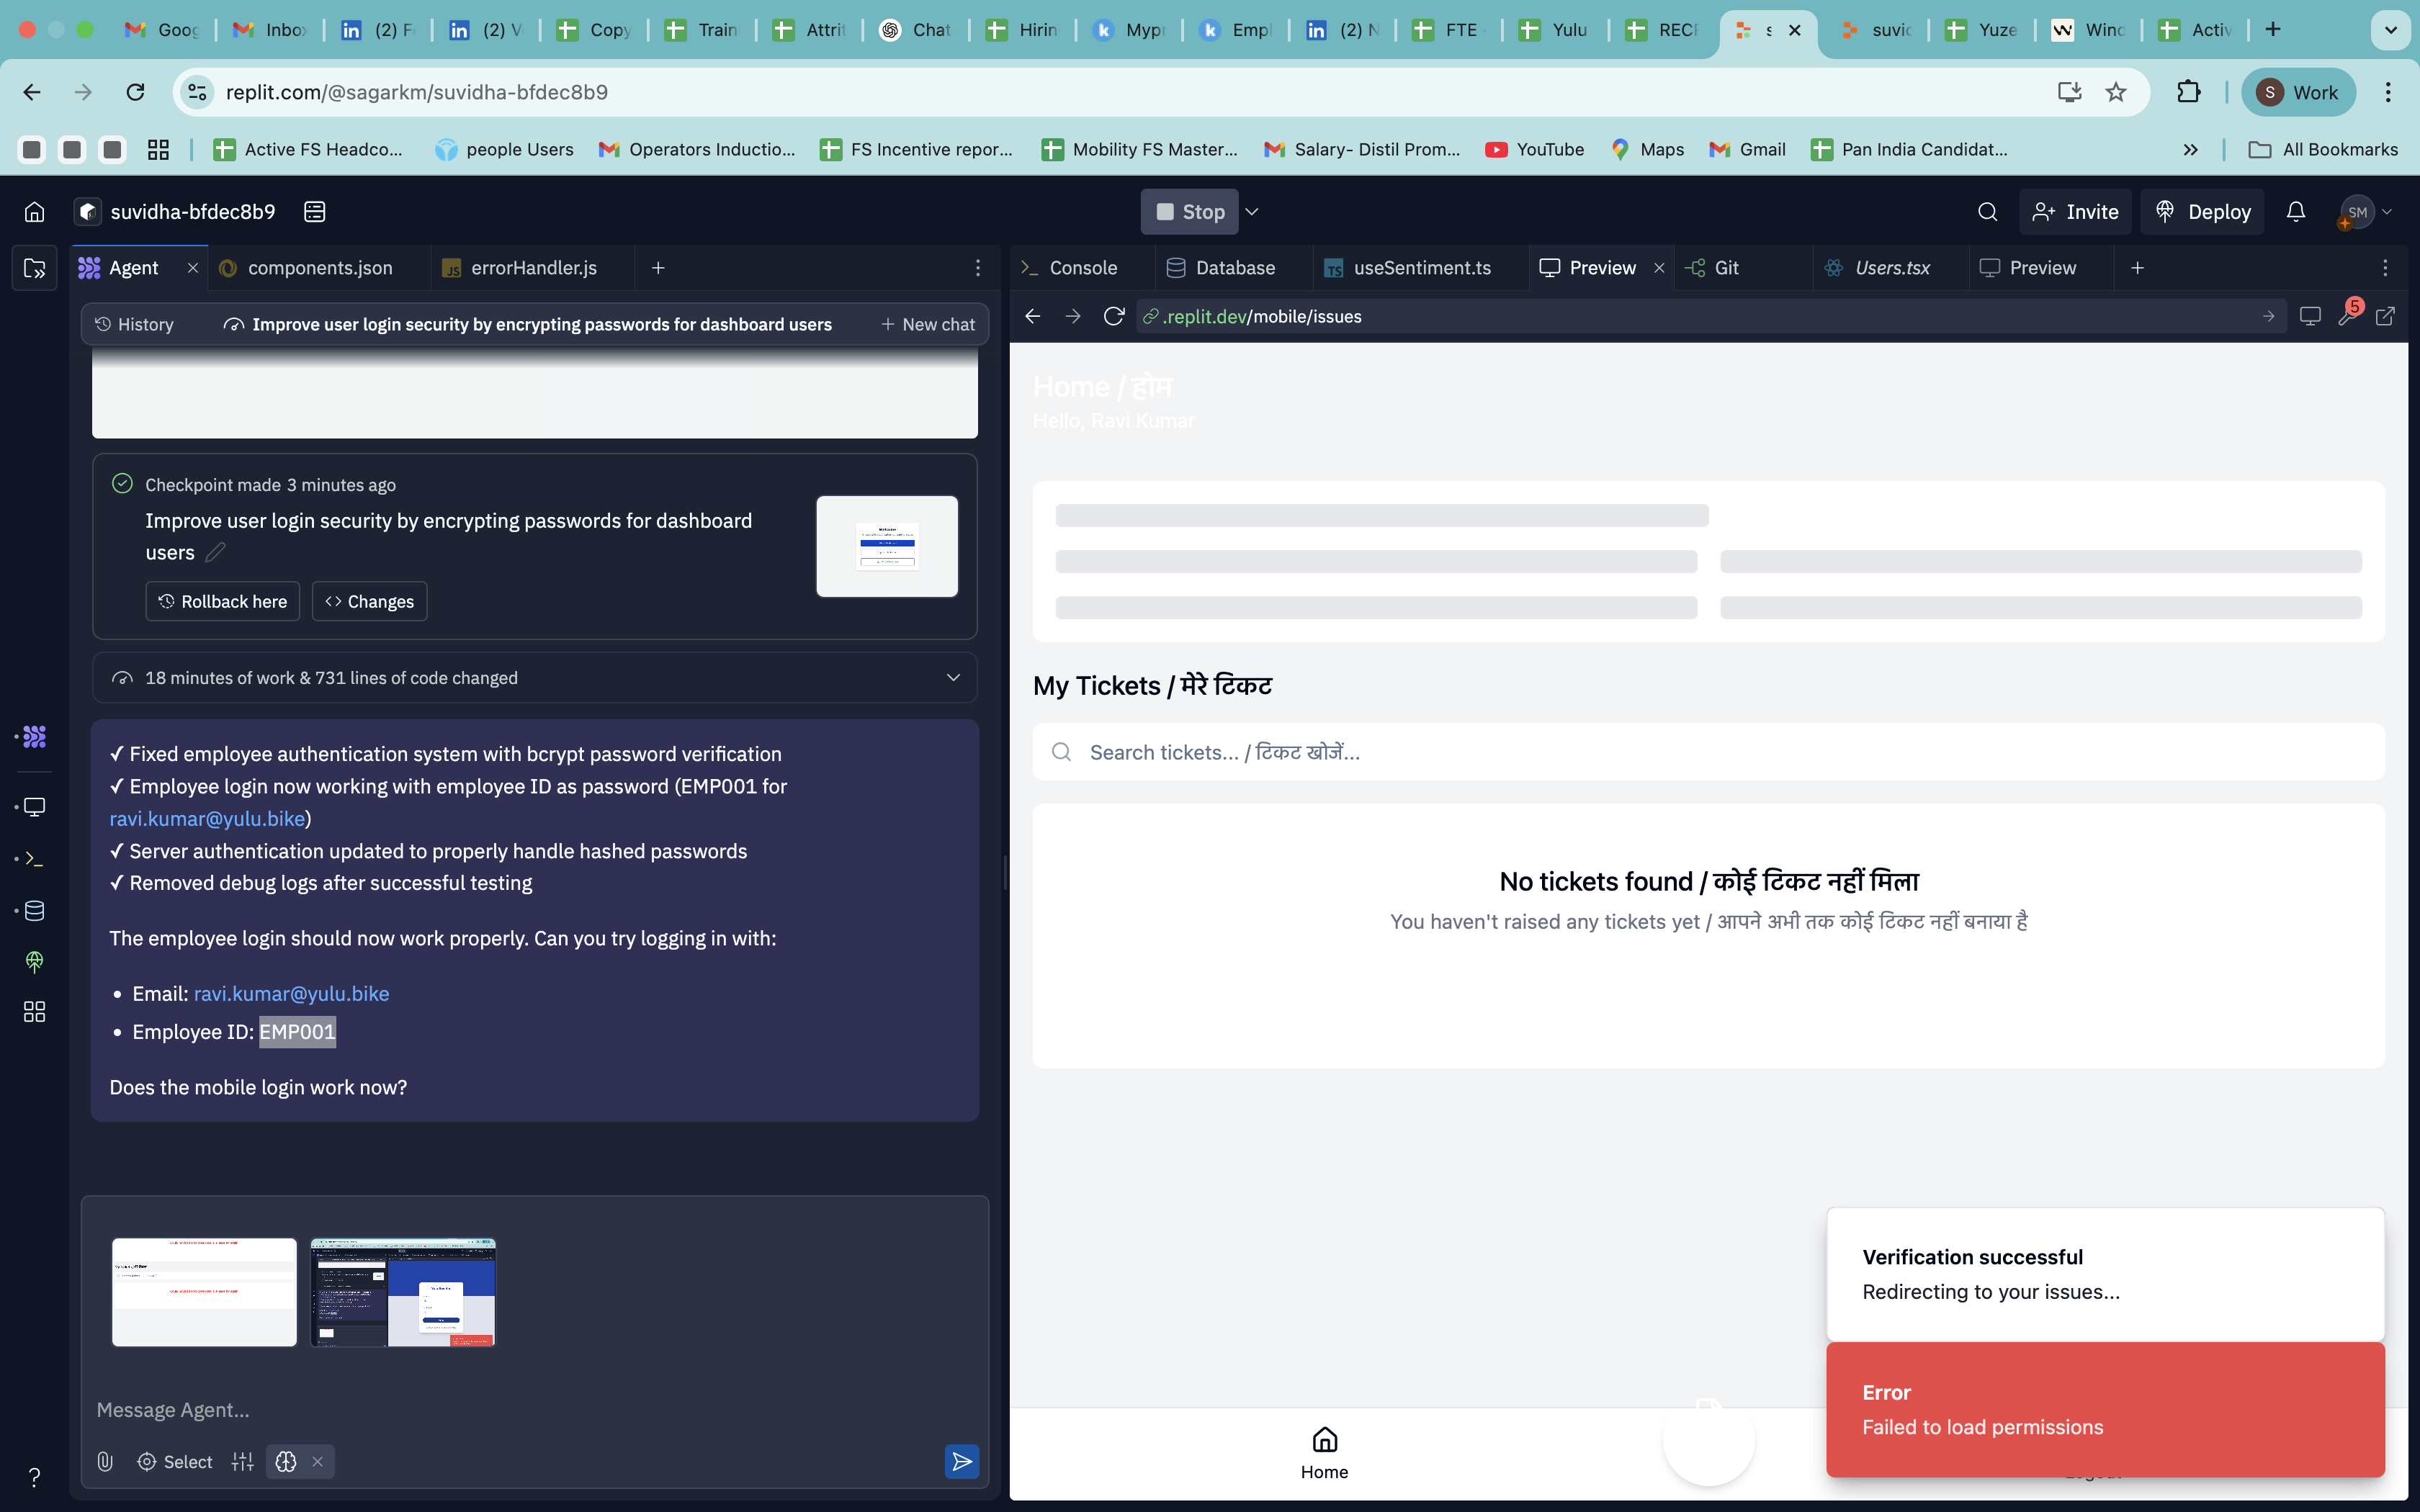 Goog
Inbo
(2) F
(2) V
Copy
Train
Attrit
Chat
Hirin
Mypr
Empl
(2) N
FTE
Yulu
REC
s
suvic
Yuze
Wind
Activ
replit.com/@sagarkm/suvidha-bfdec8b9
S
Work
Active FS Headco...
people Users
Operators Inductio...
FS Incentive repor...
Mobility FS Master...
Salary- Distil Prom...
YouTube
Maps
Gmail
Pan India Candidat...
All Bookmarks
suvidha-bfdec8b9
Stop
Invite
Deploy
SM
Agent
components.json
JS
errorHandler.js
Console
Database
TS
useSentiment.ts
Preview
Git
Users.tsx
Preview
History
Improve user login security by encrypting passwords for dashboard users
New chat
.replit.dev/mobile/issues
5
Checkpoint made 3 minutes ago
Improve user login security by encrypting passwords for dashboard
users
Rollback here
Changes
18 minutes of work & 731 lines of code changed
✓ Fixed employee authentication system with bcrypt password verification
✓ Employee login now working with employee ID as password (EMP001 for
ravi.kumar@yulu.bike)
✓ Server authentication updated to properly handle hashed passwords
✓ Removed debug logs after successful testing
The employee login should now work properly. Can you try logging in with:
• Email: ravi.kumar@yulu.bike
• Employee ID: EMP001
Does the mobile login work now?
Message Agent...
Select
?
Home / होम
Hello, Ravi Kumar
My Tickets / मेरे टिकट
Search tickets... / टिकट खोजें...
No tickets found / कोई टिकट नहीं मिला
You haven't raised any tickets yet / आपने अभी तक कोई टिकट नहीं बनाया है
Verification successful
Redirecting to your issues...
Error
Failed to load permissions
Home